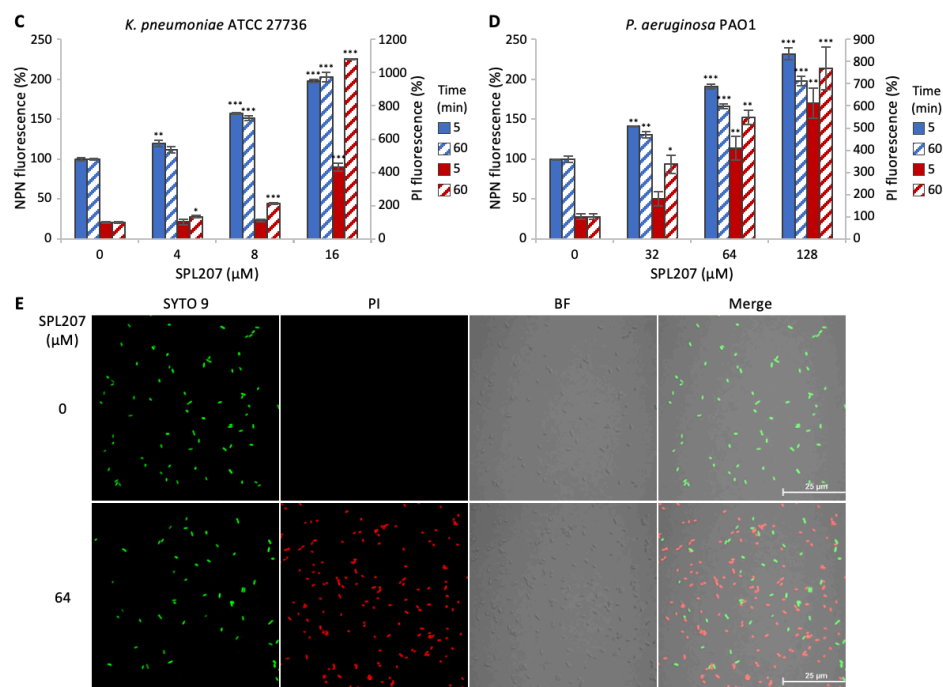 C
K. pneumoniae ATCC 27736
NPN fluorescence (%)
250
200
150
100
50
0
1200
1000
800
600
400
200
0
PI fluorescence (%)
Time
(min)
5
60
5
60
** *** *** *** *** * *** *** ***
0 4 8 16
SPL207 (µM)
D
P. aeruginosa PAO1
NPN fluorescence (%)
250
200
150
100
50
0
900
800
700
600
500
400
300
200
100
0
PI fluorescence (%)
Time
(min)
5
60
5
60
** ** * *** *** ** ** *** *** ** ***
0 32 64 128
SPL207 (µM)
E
SYTO 9 PI BF Merge
SPL207
(µM)
0
25 µm
64
25 µm